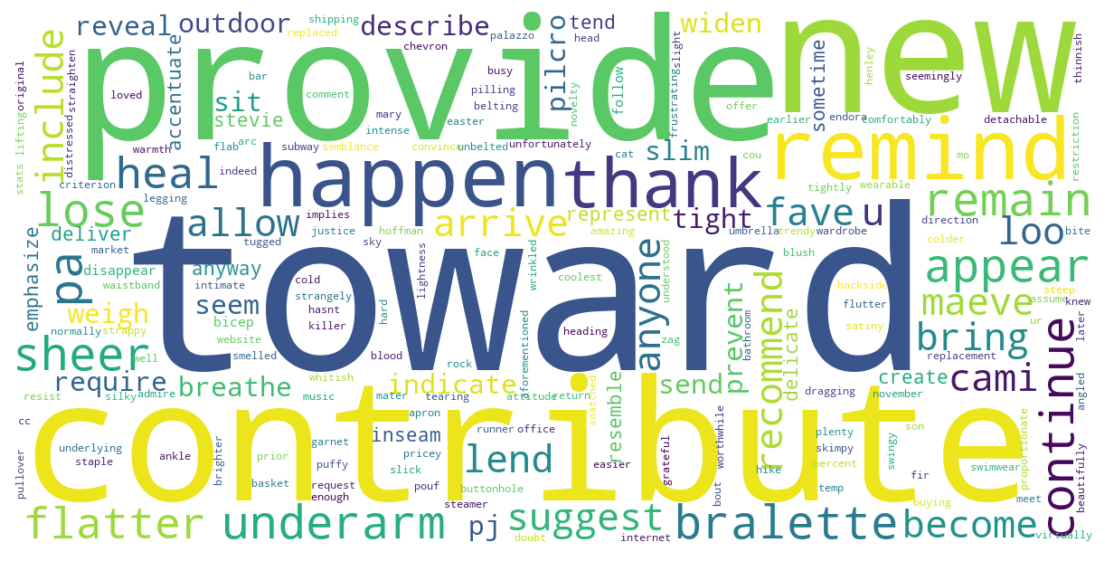 toward
contribute
provide
new
happen
thank
remind
continue
remain
appear
lose
heal
sheer
flatter
underarm
bralette
suggest
become
bring
cami
recommend
lend
anyone
allow
arrive
fave
u
loo
maeve
pa
include
reveal
outdoor
describe
widen
pilcro
slim
tight
sit
stevie
accentuate
tend
sometime
represent
deliver
disappear
anyway
seem
weigh
require
breathe
indicate
send
prevent
delicate
create
resemble
inseam
pj
bicep
emphasize
shipping
replaced
chevron
palazzo
head
bar
loved
comment
busy
pilling
belting
novelty
follow
slight
frustrating
offer
seemingly
henley
thinnish
detachable
earlier
endora
comfortably
restriction
mo
cou
cat
tightly
wearable
mary
easter
intense
arc
flab
warmth
indeed
subway
semblance
convince
unbelted
unfortunately
criterion
legging
distressed
straighten
original
lifting
stats
implies
justice
hoffman
sky
amazing
umbrella
trendy
wardrobe
direction
bite
colder
market
tugged
face
lightness
wrinkled
understood
blush
backside
steep
assume
knew
later
waistband
intimate
cold
coolest
strangely
hasnt
killer
hard
heading
flutter
satiny
ur
normally
strappy
website
smelled
well
blood
rock
zag
bathroom
replacement
angled
resist
silky
admire
whitish
music
mater
tearing
aforementioned
attitude
return
snatched
dragging
november
cc
apron
runner
office
worthwhile
plenty
son
swingy
proportionate
beautifully
underlying
staple
ankle
brighter
garnet
prior
pricey
easier
grateful
skimpy
percent
hike
fir
swimwear
pullover
basket
puffy
request
enough
slick
pouf
buttonhole
steamer
bout
temp
buying
meet
doubt
internet
virtually